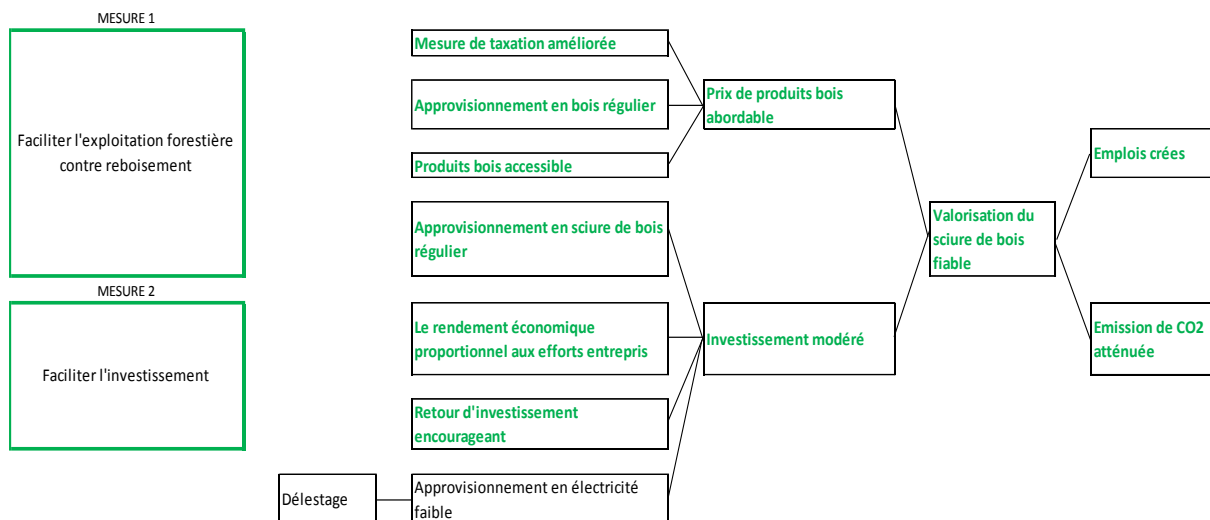 MESURE 1
Faciliter l'exploitation forestière
contre reboisement
MESURE 2
Faciliter l'investissement
Délestage
Mesure de taxation améliorée
Approvisionnement en bois régulier
Produits bois accessible
Approvisionnement en sciure de bois
régulier
Le rendement économique
proportionnel aux efforts entrepris
Retour d'investissement
encourageant
Approvisionnement en électricité
faible
Prix de produits bois
abordable
Investissement modéré
Valorisation du
sciure de bois
fiable
Emplois crées
Emission de CO2
atténuée